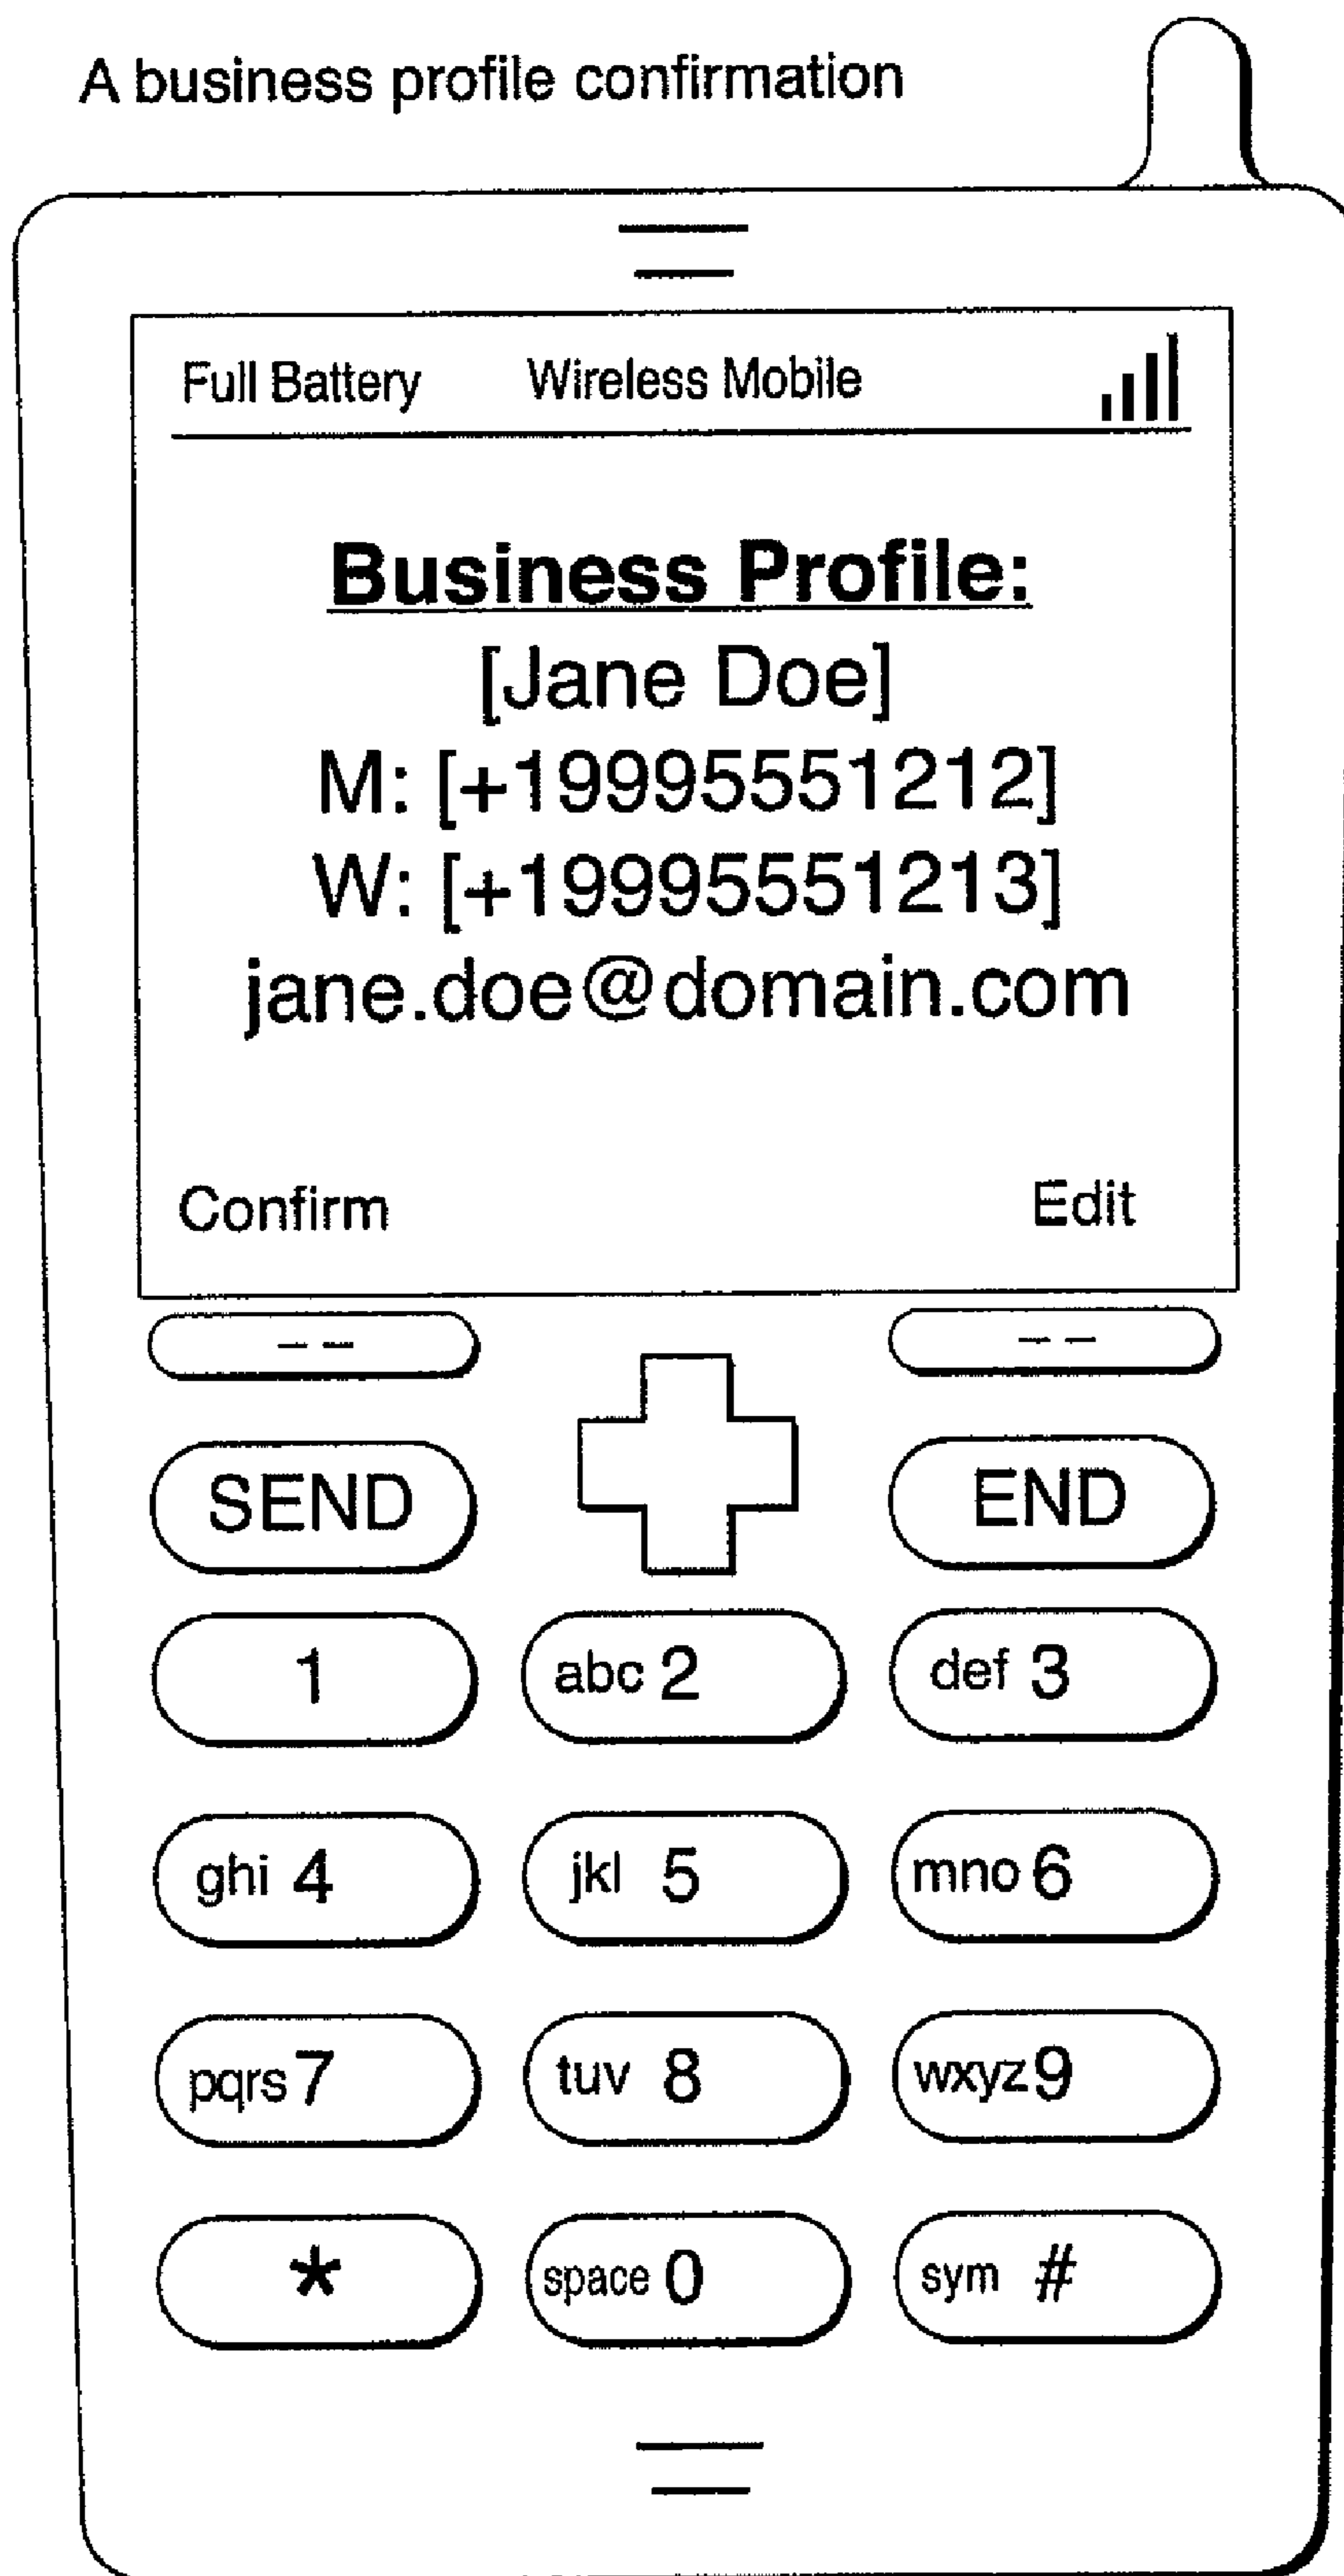 A business profile confirmation
Full Battery Wireless Mobile
Business Profile:
[Jane Doe]
M: [+19995551212]
W: [+19995551213]
jane.doe@domain.com
Confirm Edit
-- --
SEND END
1 abc 2 def 3
ghi 4 jkl 5 mno 6
pqrs 7 tuv 8 wxyz 9
* space 0 sym #